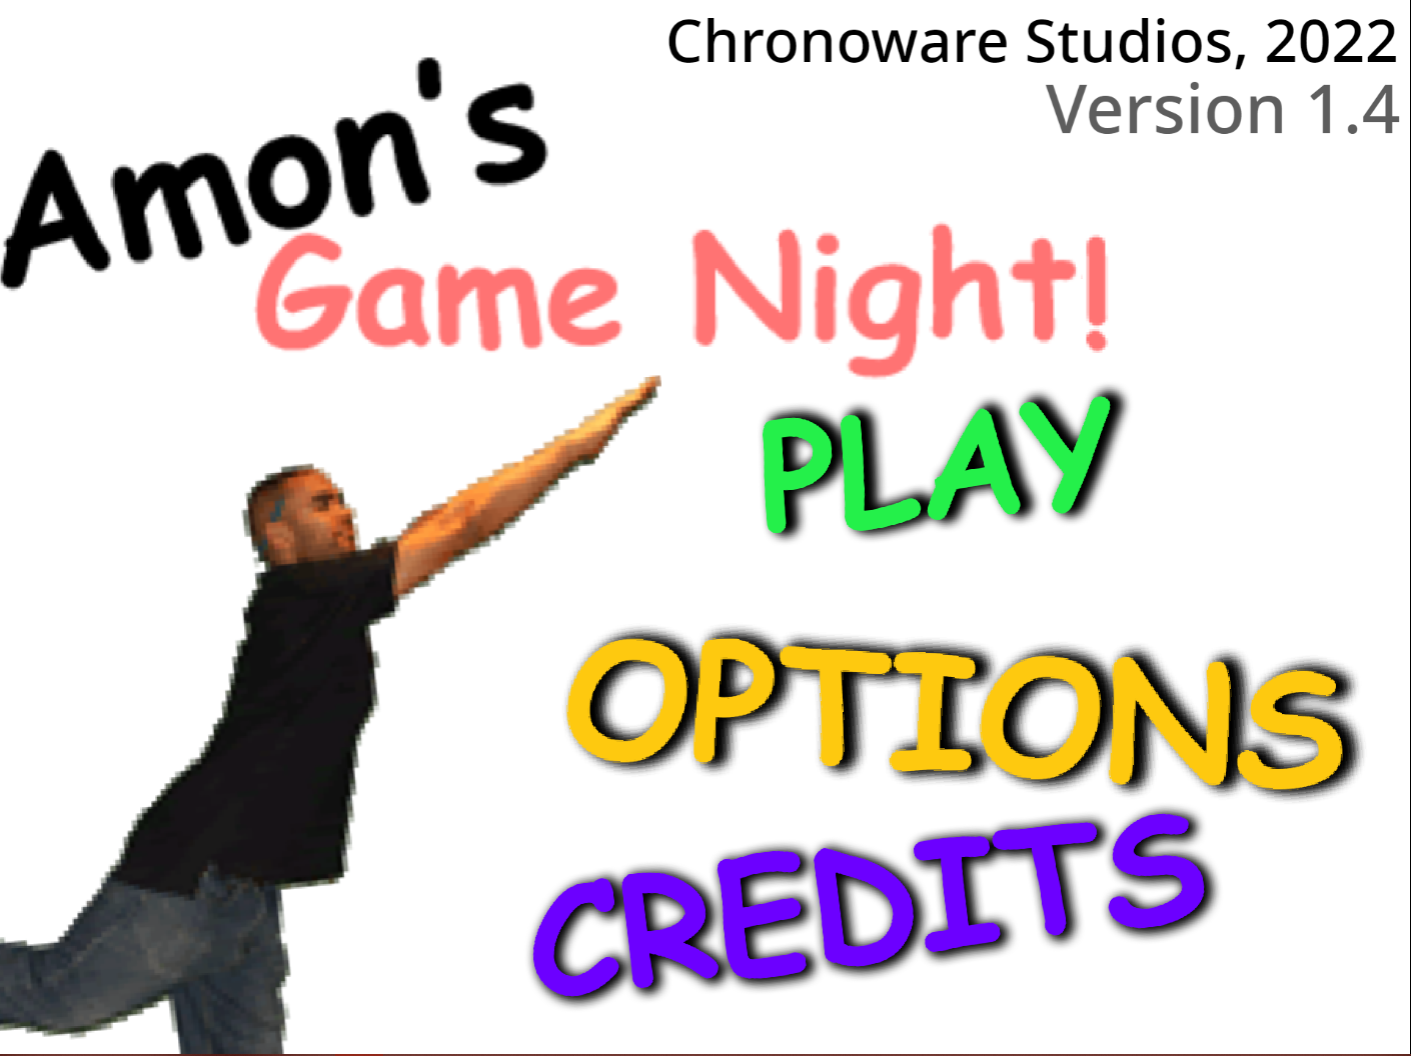 Chronoware Studios, 2022
Version 1.4
Amon's
Game Night!
PLAY
OPTIONS
CREDITS